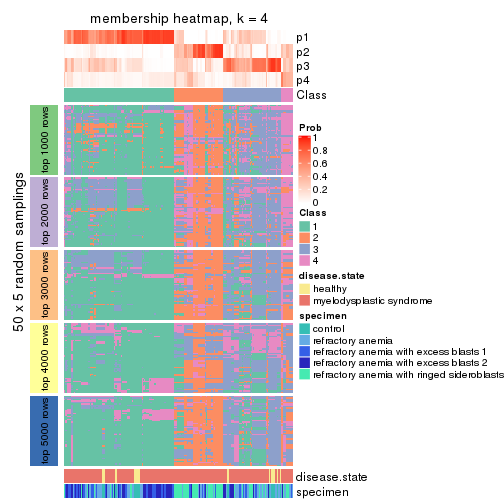 membership heatmap, k = 4
p1
p2
p3
p4
Class
50 x 5 random samplings
top 1000 rows
top 2000 rows
top 3000 rows
top 4000 rows
top 5000 rows
disease.state
specimen
Prob
1
0.8
0.6
0.4
0.2
0
Class
1
2
3
4
disease.state
healthy
myelodysplastic syndrome
specimen
control
refractory anemia
refractory anemia with excess blasts 1
refractory anemia with excess blasts 2
refractory anemia with ringed sideroblasts